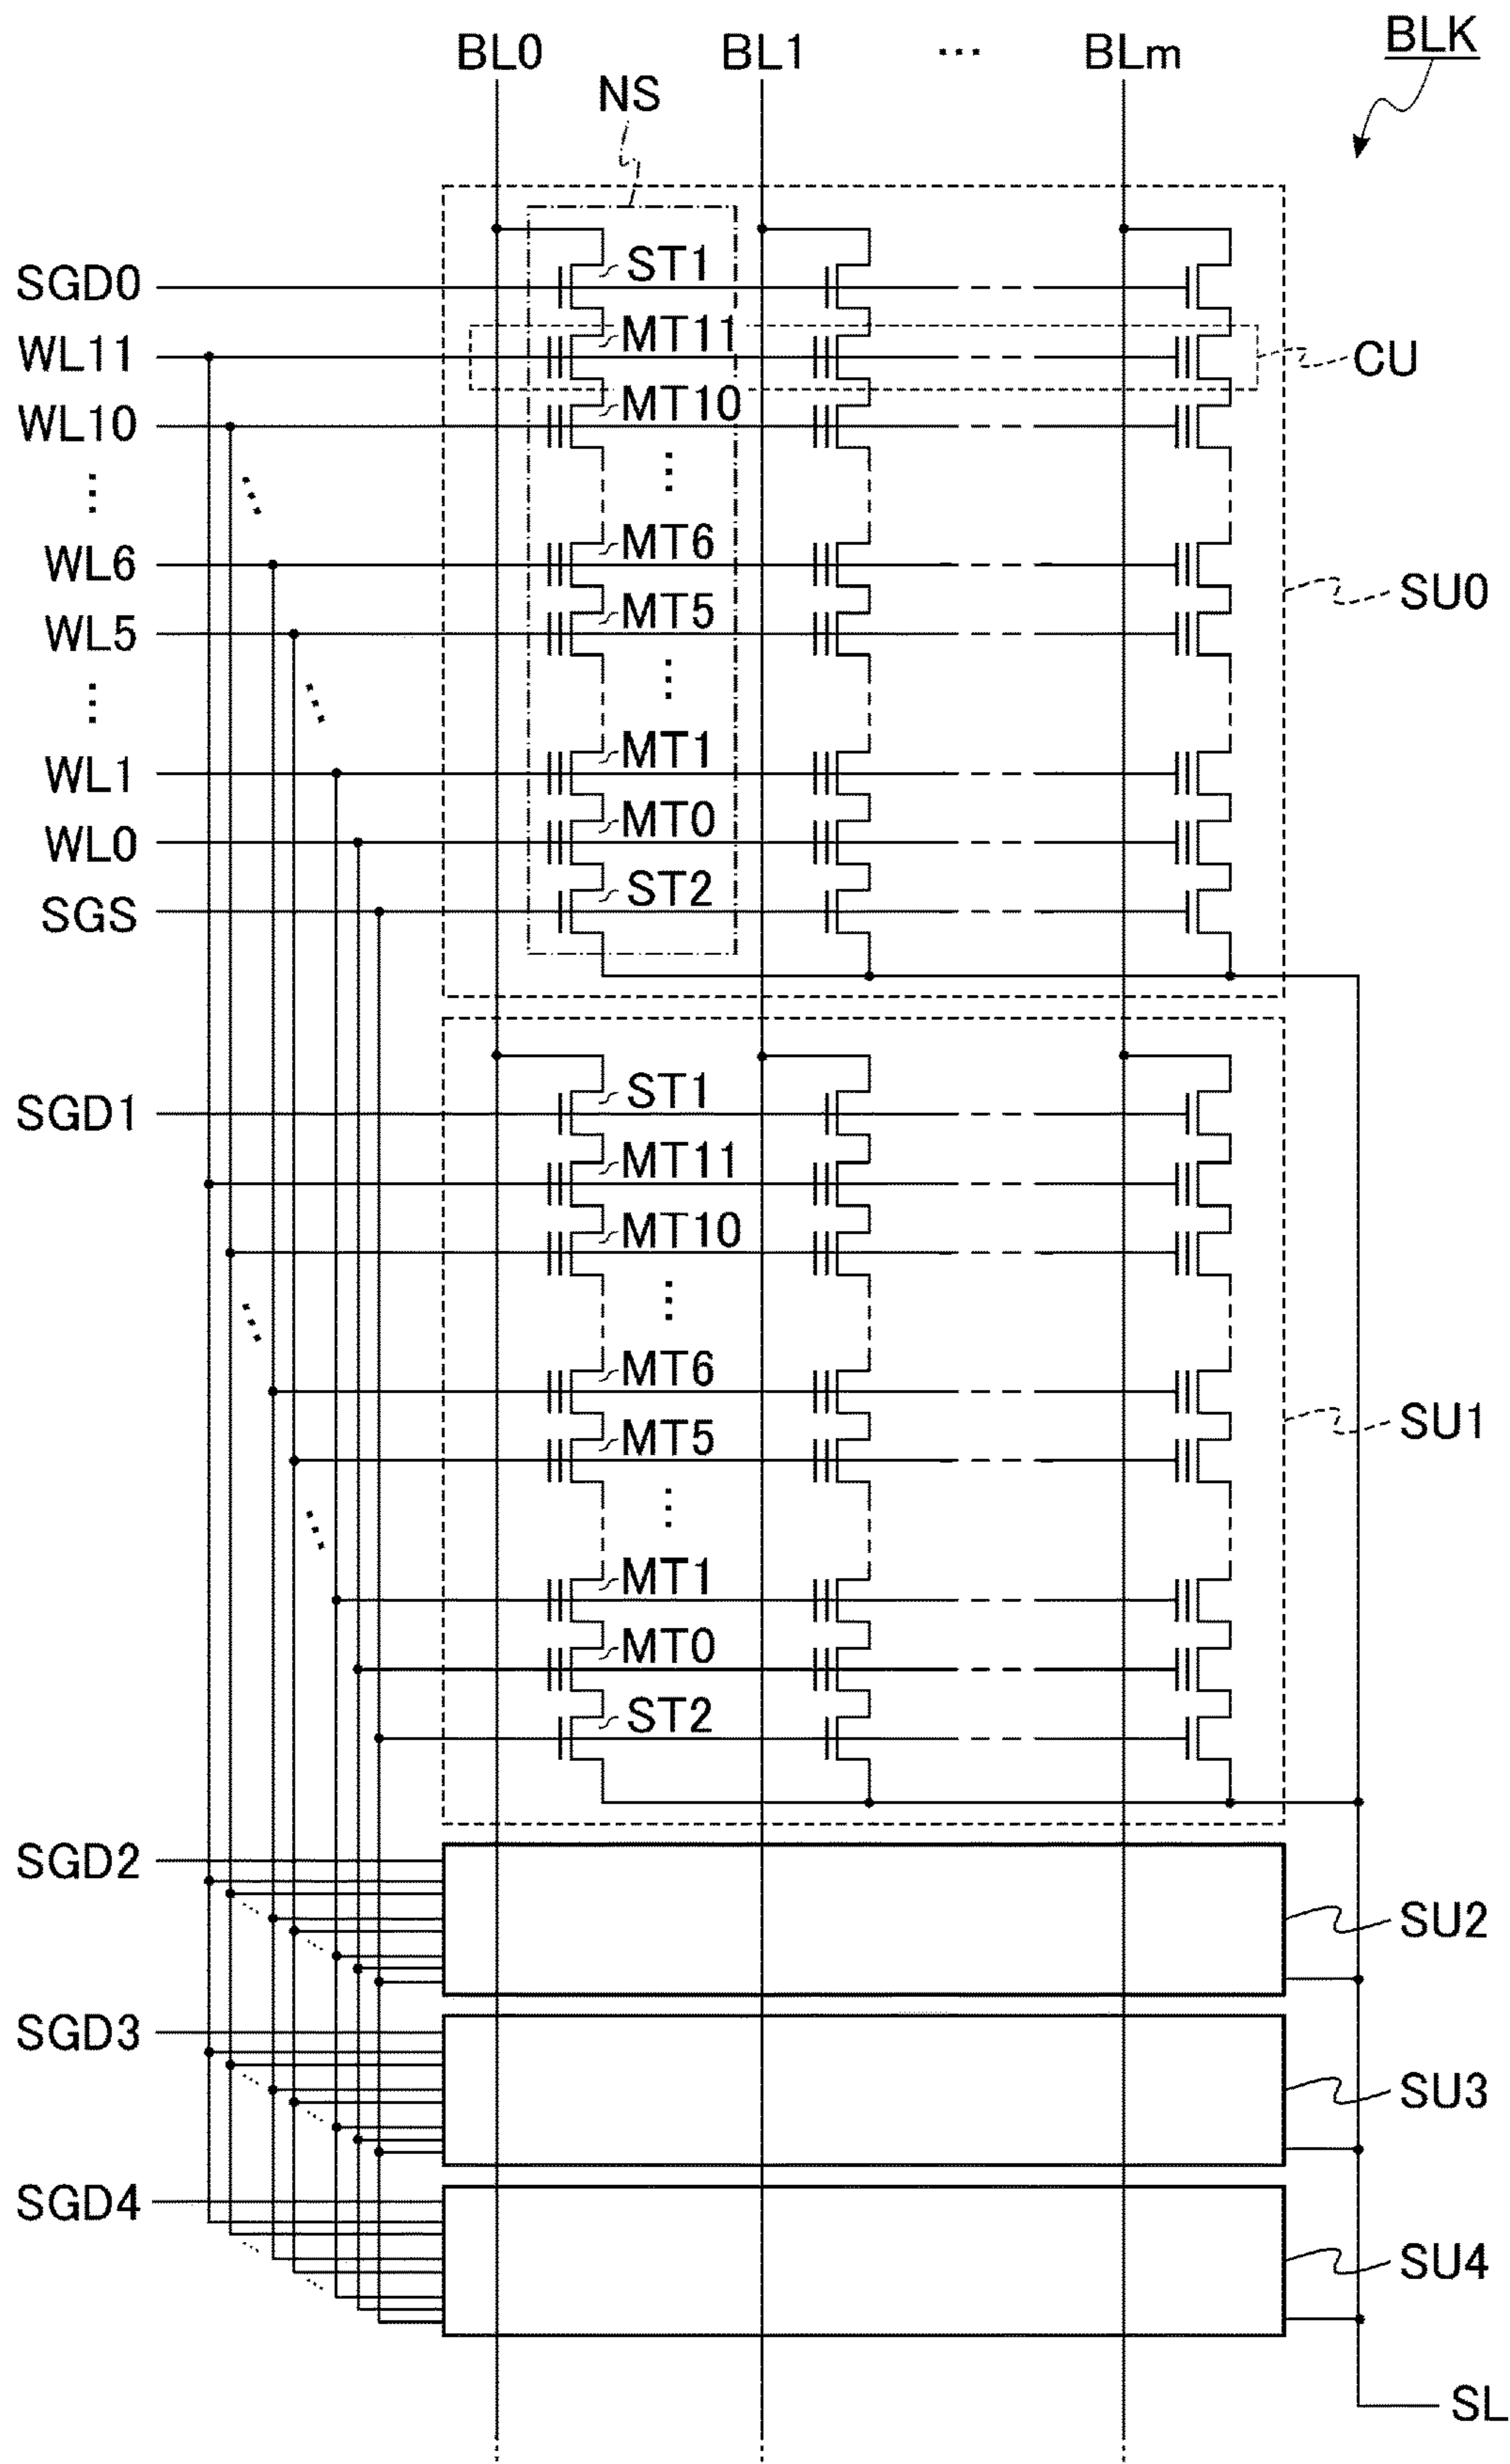 BLK
BL0 BL1 ... BLm
NS
SGD0 ST1
WL11 MT11 CU
WL10 MT10
⋮ ⋮
WL6 MT6
SU0
WL5 MT5
⋮ ⋮
WL1 MT1
WL0 MT0
SGS ST2
SGD1 ST1
MT11
MT10
⋮
MT6
SU1
MT5
⋮
MT1
MT0
ST2
SGD2
SU2
SGD3
SU3
SGD4
SU4
SL